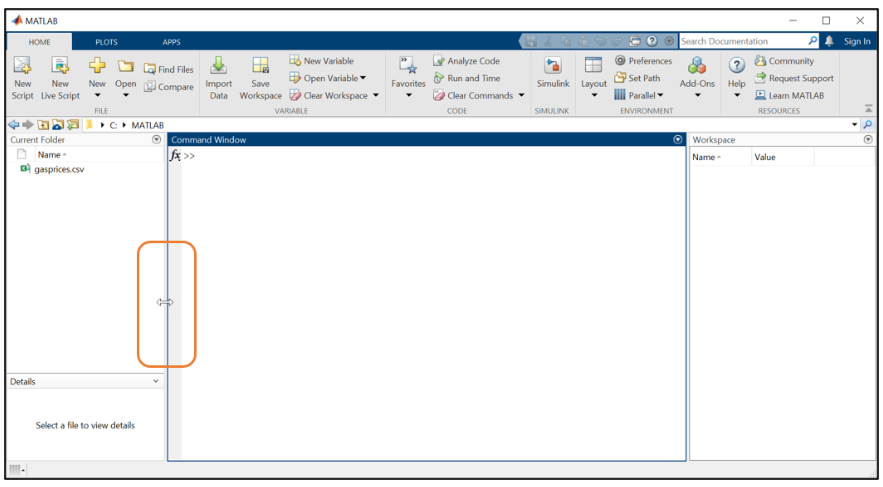 MATLAB
HOME PLOTS APPS Search Documentation Sign In
New Script New Live Script New Open Find Files Compare Import Data Save Workspace New Variable Open Variable Clear Workspace Favorites Analyze Code Run and Time Clear Commands Simulink Layout Preferences Set Path Parallel Add-Ons Help Community Request Support Learn MATLAB
FILE VARIABLE CODE SIMULINK ENVIRONMENT RESOURCES
C: MATLAB
Current Folder Command Window Workspace
Name fx >> Name Value
gasprices.csv
Details
Select a file to view details